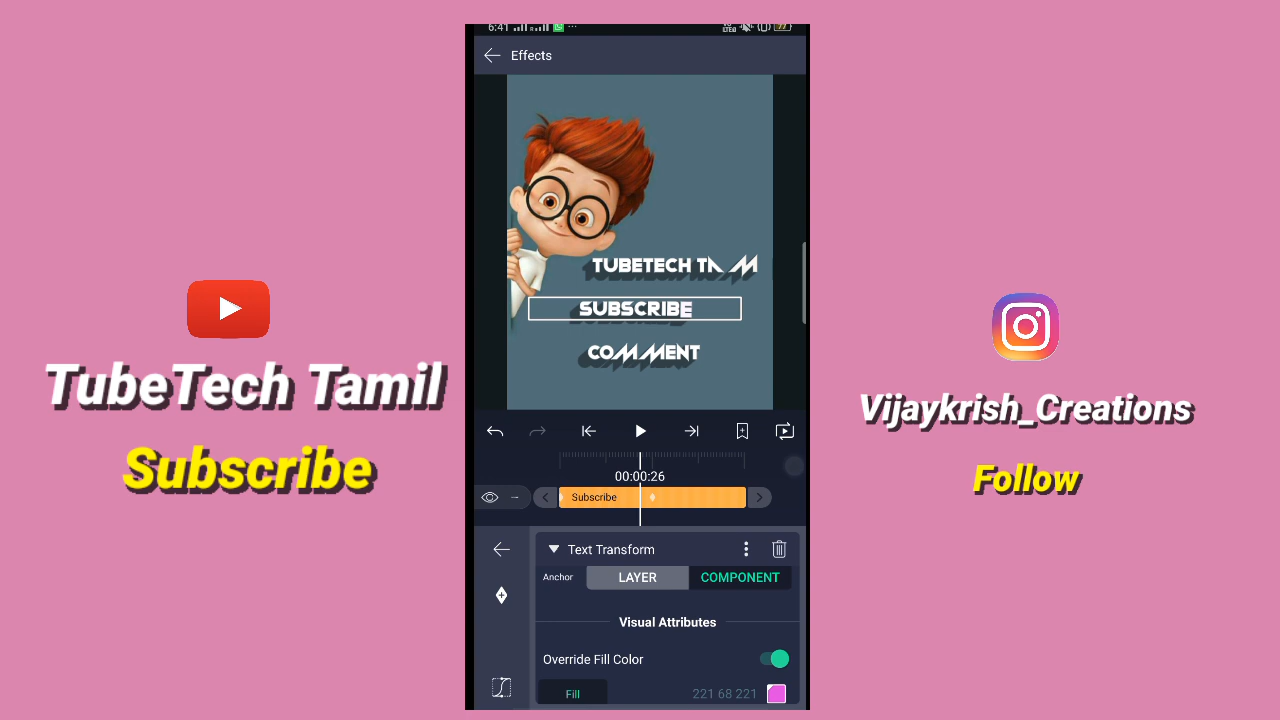 6:41
Effects
TUBETECH TA M
SUBSCRIBE
COMMENT
00:00:26
Subscribe
Text Transform
Anchor
LAYER
COMPONENT
Visual Attributes
Override Fill Color
Fill
221 68 221
TubeTech Tamil
Subscribe
Vijaykrish_Creations
Follow